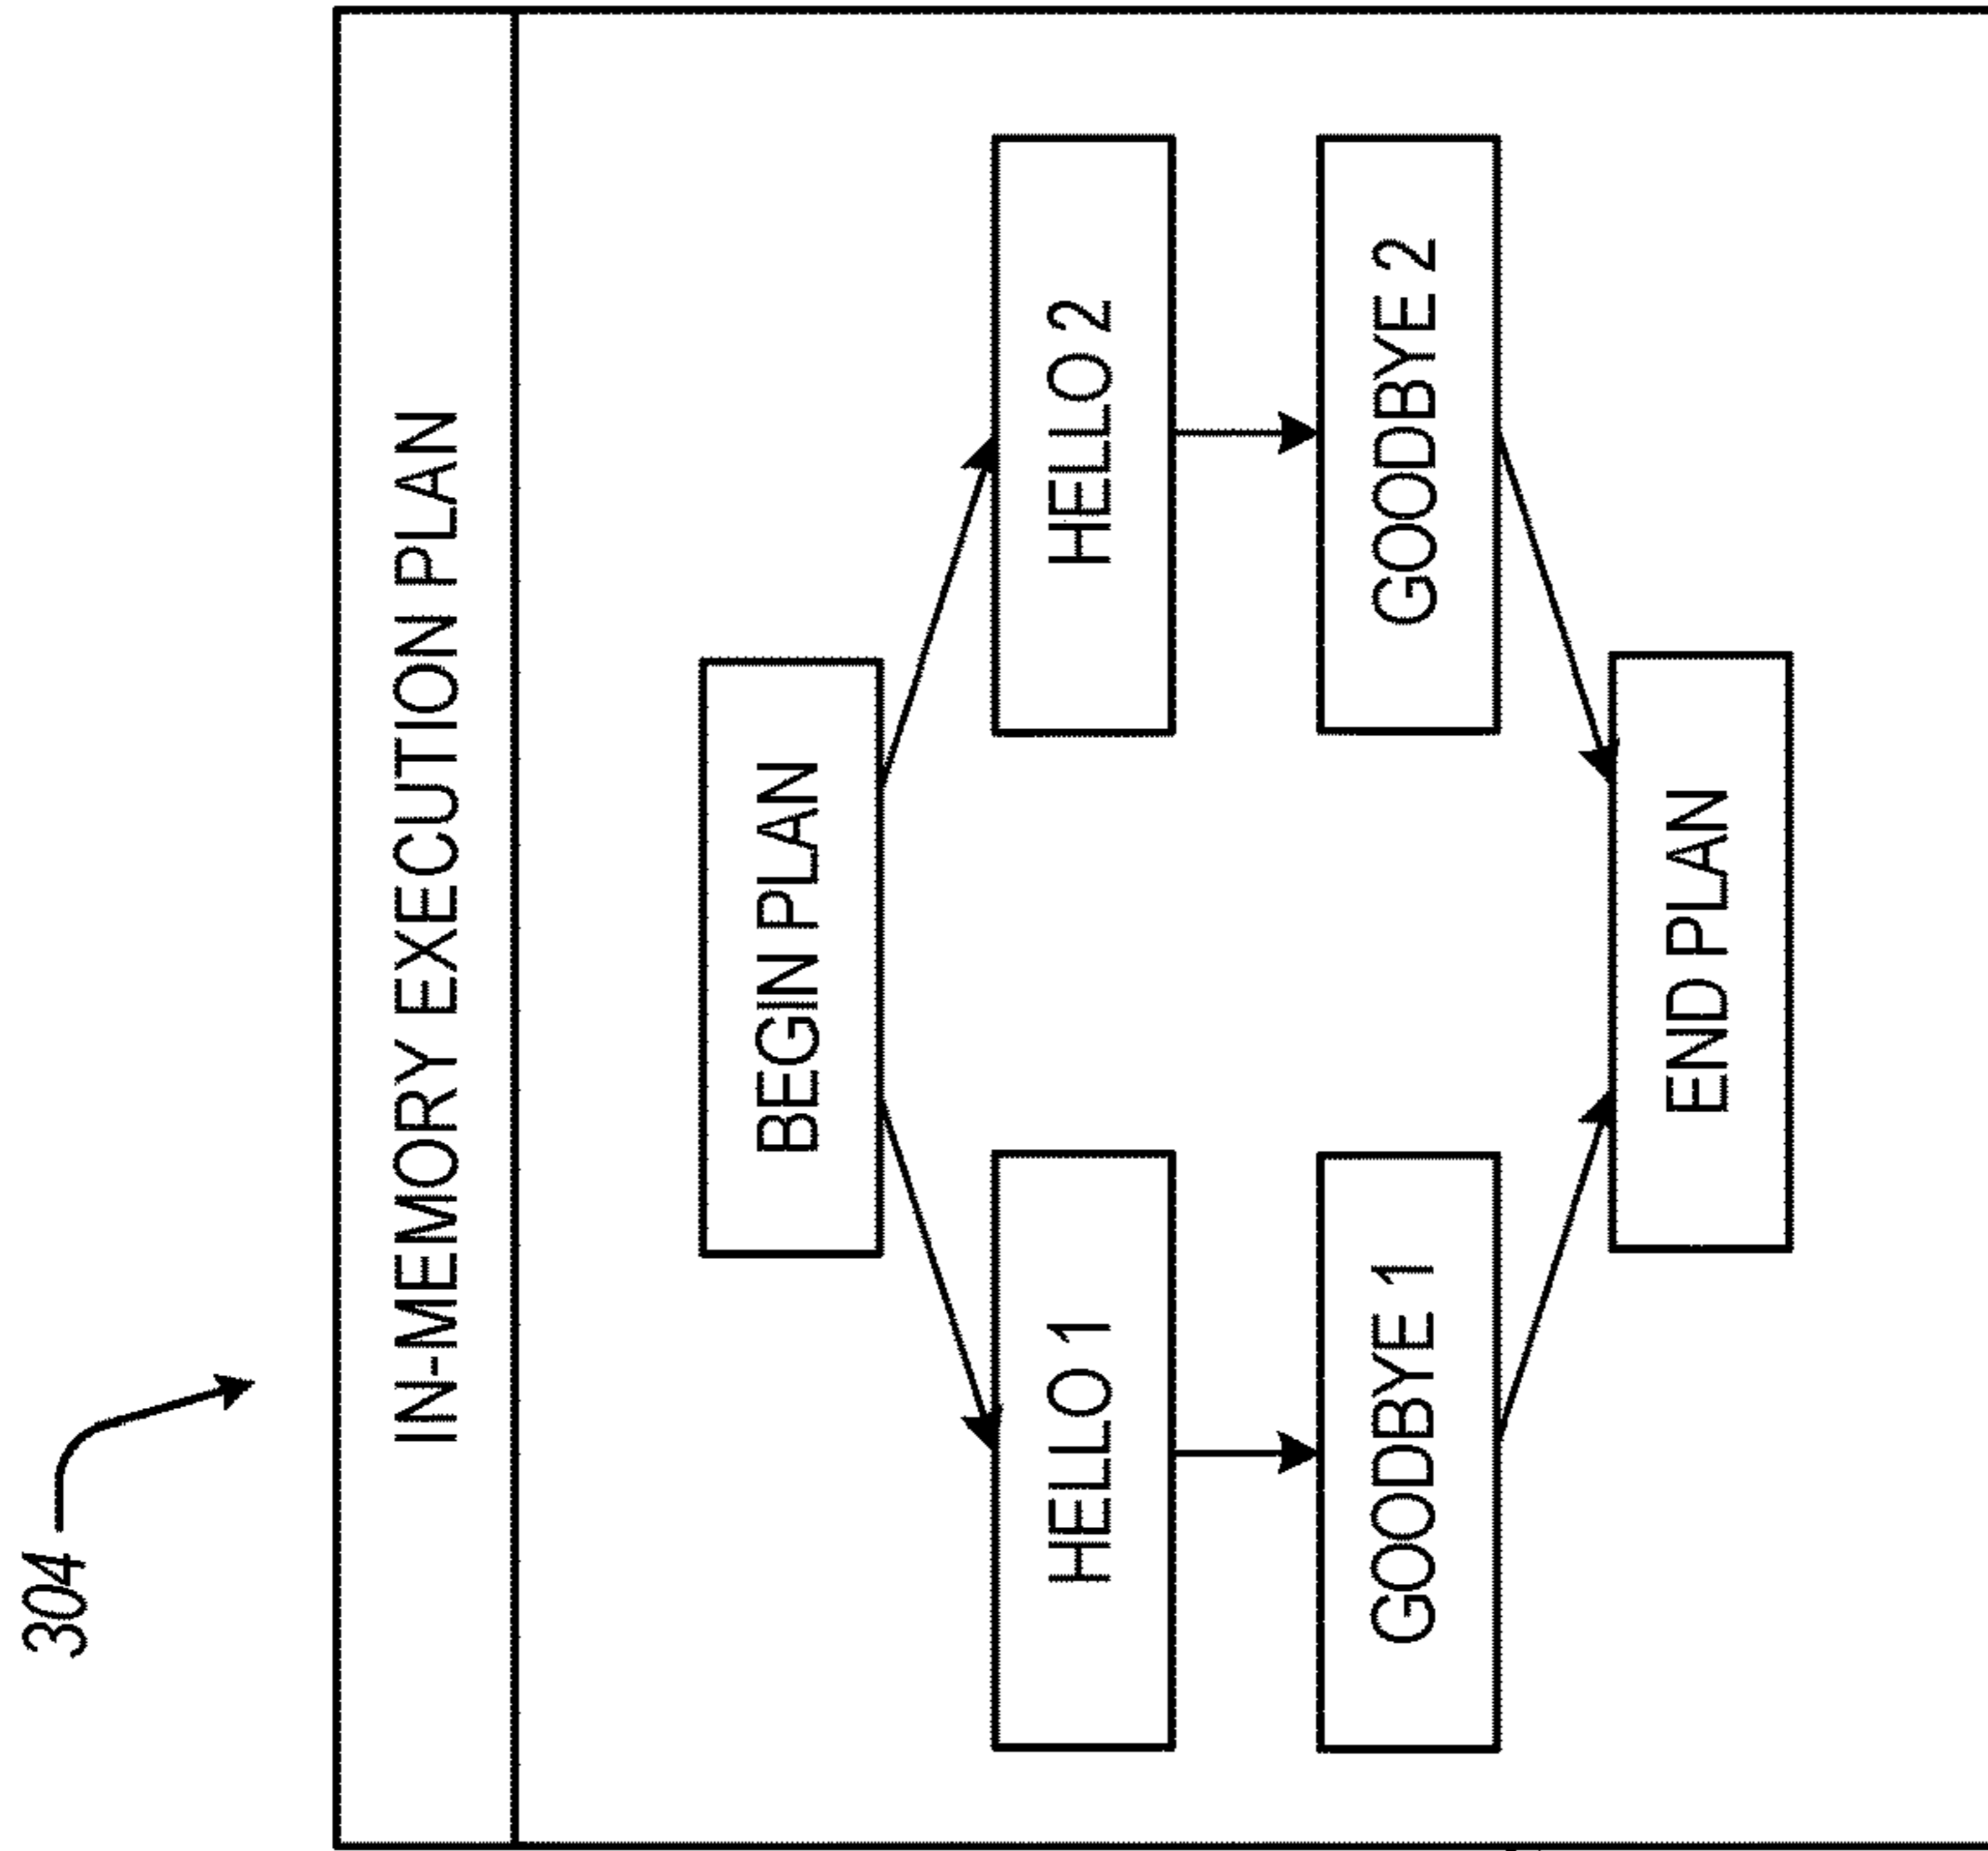 304
IN-MEMORY EXECUTION PLAN
BEGIN PLAN
HELLO 1
HELLO 2
GOODBYE 1
GOODBYE 2
END PLAN